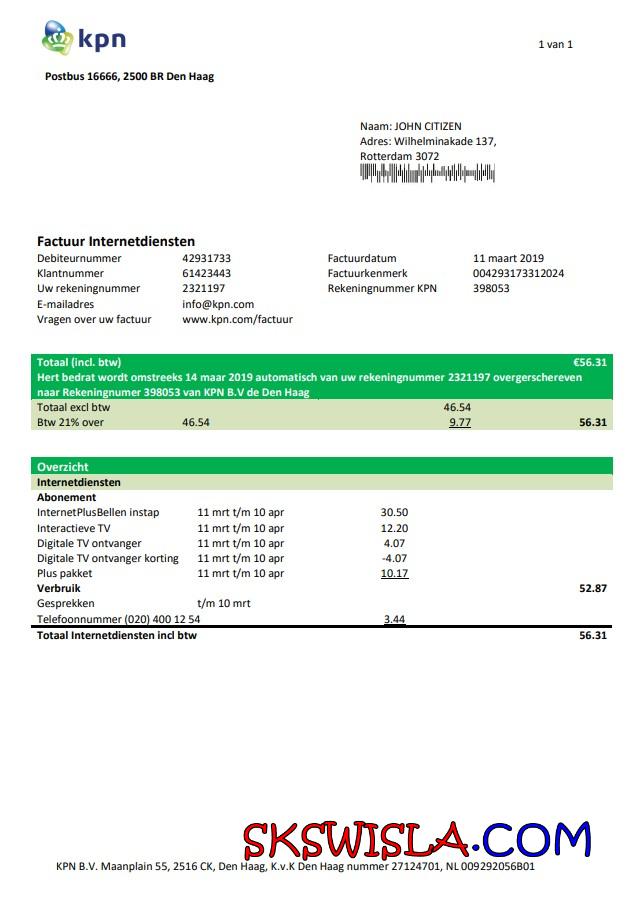 kpn
1 van 1
Postbus 16666, 2500 BR Den Haag
Naam: JOHN CITIZEN
Adres: Wilhelminakade 137,
Rotterdam 3072
Factuur Internetdiensten
Debiteurnummer 42931733 Factuurdatum 11 maart 2019
Klantnummer 61423443 Factuurkenmerk 004293173312024
Uw rekeningnummer 2321197 Rekeningnummer KPN 398053
E-mailadres info@kpn.com
Vragen over uw factuur www.kpn.com/factuur
Totaal (incl. btw) €56.31
Hert bedrat wordt omstreeks 14 maar 2019 automatisch van uw rekeningnummer 2321197 overgerschereven
naar Rekeningnumer 398053 van KPN B.V de Den Haag
Totaal excl btw 46.54
Btw 21% over 46.54 9.77 56.31
Overzicht
Internetdiensten
Abonement
InternetPlusBellen instap 11 mrt t/m 10 apr 30.50
Interactieve TV 11 mrt t/m 10 apr 12.20
Digitale TV ontvanger 11 mrt t/m 10 apr 4.07
Digitale TV ontvanger korting 11 mrt t/m 10 apr -4.07
Plus pakket 11 mrt t/m 10 apr 10.17
Verbruik 52.87
Gesprekken t/m 10 mrt
Telefoonnummer (020) 400 12 54 3.44
Totaal Internetdiensten incl btw 56.31
SKSWISLA.COM
KPN B.V. Maanplain 55, 2516 CK, Den Haag, K.v.K Den Haag nummer 27124701, NL 009292056B01